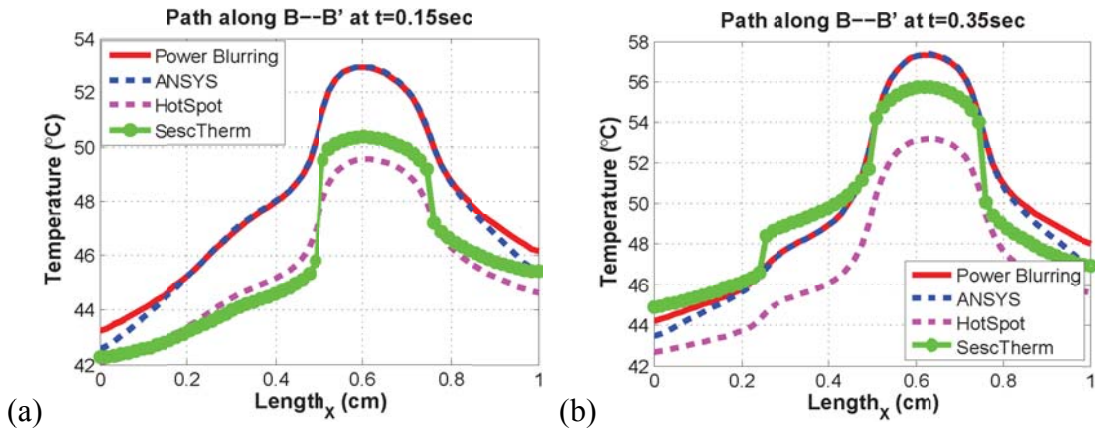 Path along B––B’ at t=0.15sec
Temperature (°C)
54
52
50
48
46
44
42
Power Blurring
ANSYS
HotSpot
SescTherm
0
0.2
0.4
0.6
0.8
1
Length_X (cm)
(a)
Path along B––B’ at t=0.35sec
Temperature (°C)
58
56
54
52
50
48
46
44
42
Power Blurring
ANSYS
HotSpot
SescTherm
0
0.2
0.4
0.6
0.8
1
Length_X (cm)
(b)